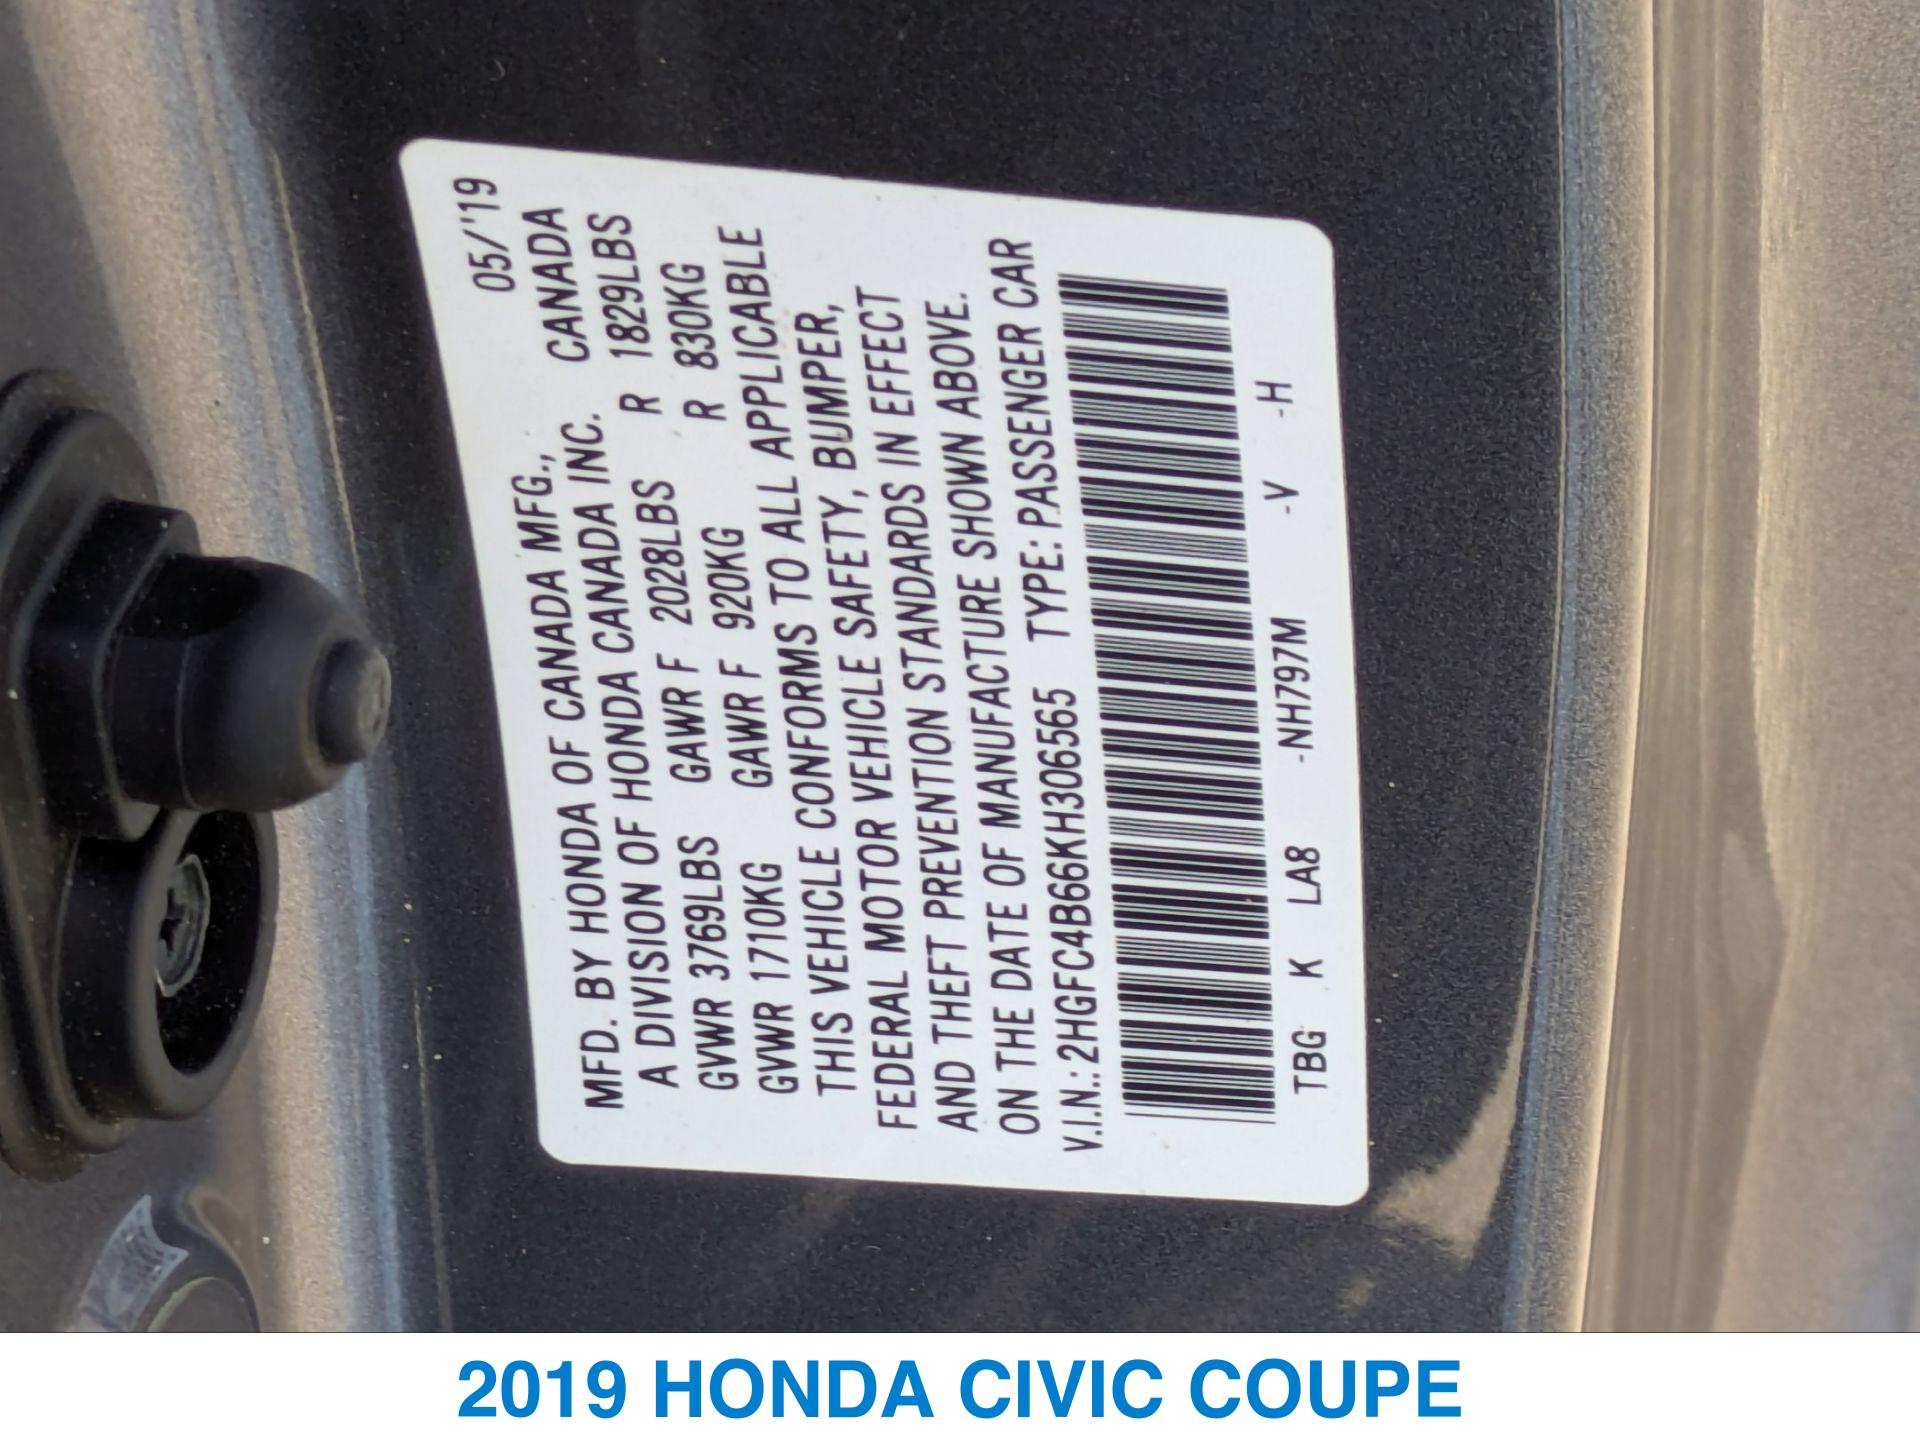 05/'19
MFD. BY HONDA OF CANADA MFG., CANADA
A DIVISION OF HONDA CANADA INC.
GVWR 3769LBS GAWR F 2028LBS R 1829LBS
GVWR 1710KG GAWR F 920KG R 830KG
THIS VEHICLE CONFORMS TO ALL APPLICABLE
FEDERAL MOTOR VEHICLE SAFETY, BUMPER,
AND THEFT PREVENTION STANDARDS IN EFFECT
ON THE DATE OF MANUFACTURE SHOWN ABOVE.
V.I.N.: 2HGFC4B66KH306565 TYPE: PASSENGER CAR
TBG K LA8 -NH797M -V -H
2019 HONDA CIVIC COUPE